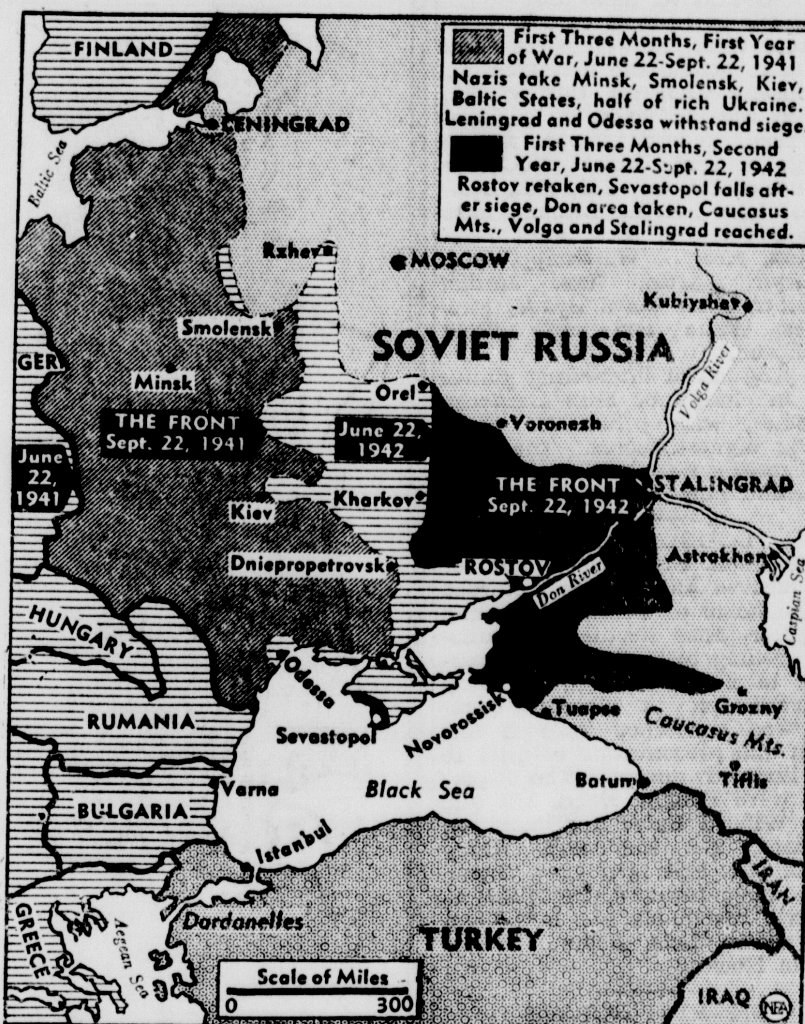 First Three Months, First Year
of War, June 22-Sept. 22, 1941
Nazis take Minsk, Smolensk, Kiev,
Baltic States, half of rich Ukraine.
Leningrad and Odessa withstand siege
First Three Months, Second
Year, June 22-Sept. 22, 1942
Rostov retaken, Sevastopol falls aft-
er siege, Don area taken, Caucasus
Mts., Volga and Stalingrad reached.
FINLAND
LENINGRAD
Baltic Sea
Rzhev
MOSCOW
Kubiyshev
Smolensk
SOVIET RUSSIA
Volga River
GER.
Minsk
Orel
THE FRONT
Sept. 22, 1941
June 22,
1942
Voronezh
June
22,
1941
THE FRONT
Sept. 22, 1942
STALINGRAD
Kiev
Kharkov
Dniepropetrovsk
ROSTOV
Don River
Astrakhan
Caspian Sea
HUNGARY
Odessa
RUMANIA
Sevastopol
Novorossisk
Tuapse
Grozny
Caucasus Mts.
Varna
Black Sea
Batum
Tiflis
BULGARIA
Istanbul
IRAN
GREECE
Aegean Sea
Dardanelles
TURKEY
Scale of Miles
0 300
IRAQ
NEA